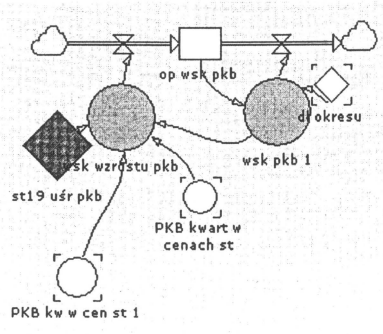 op wsk pkb
dł okresu
wsk wzrostu pkb
wsk pkb 1
st19 uśr pkb
PKB kwart w
cenach st
PKB kw w cen st 1